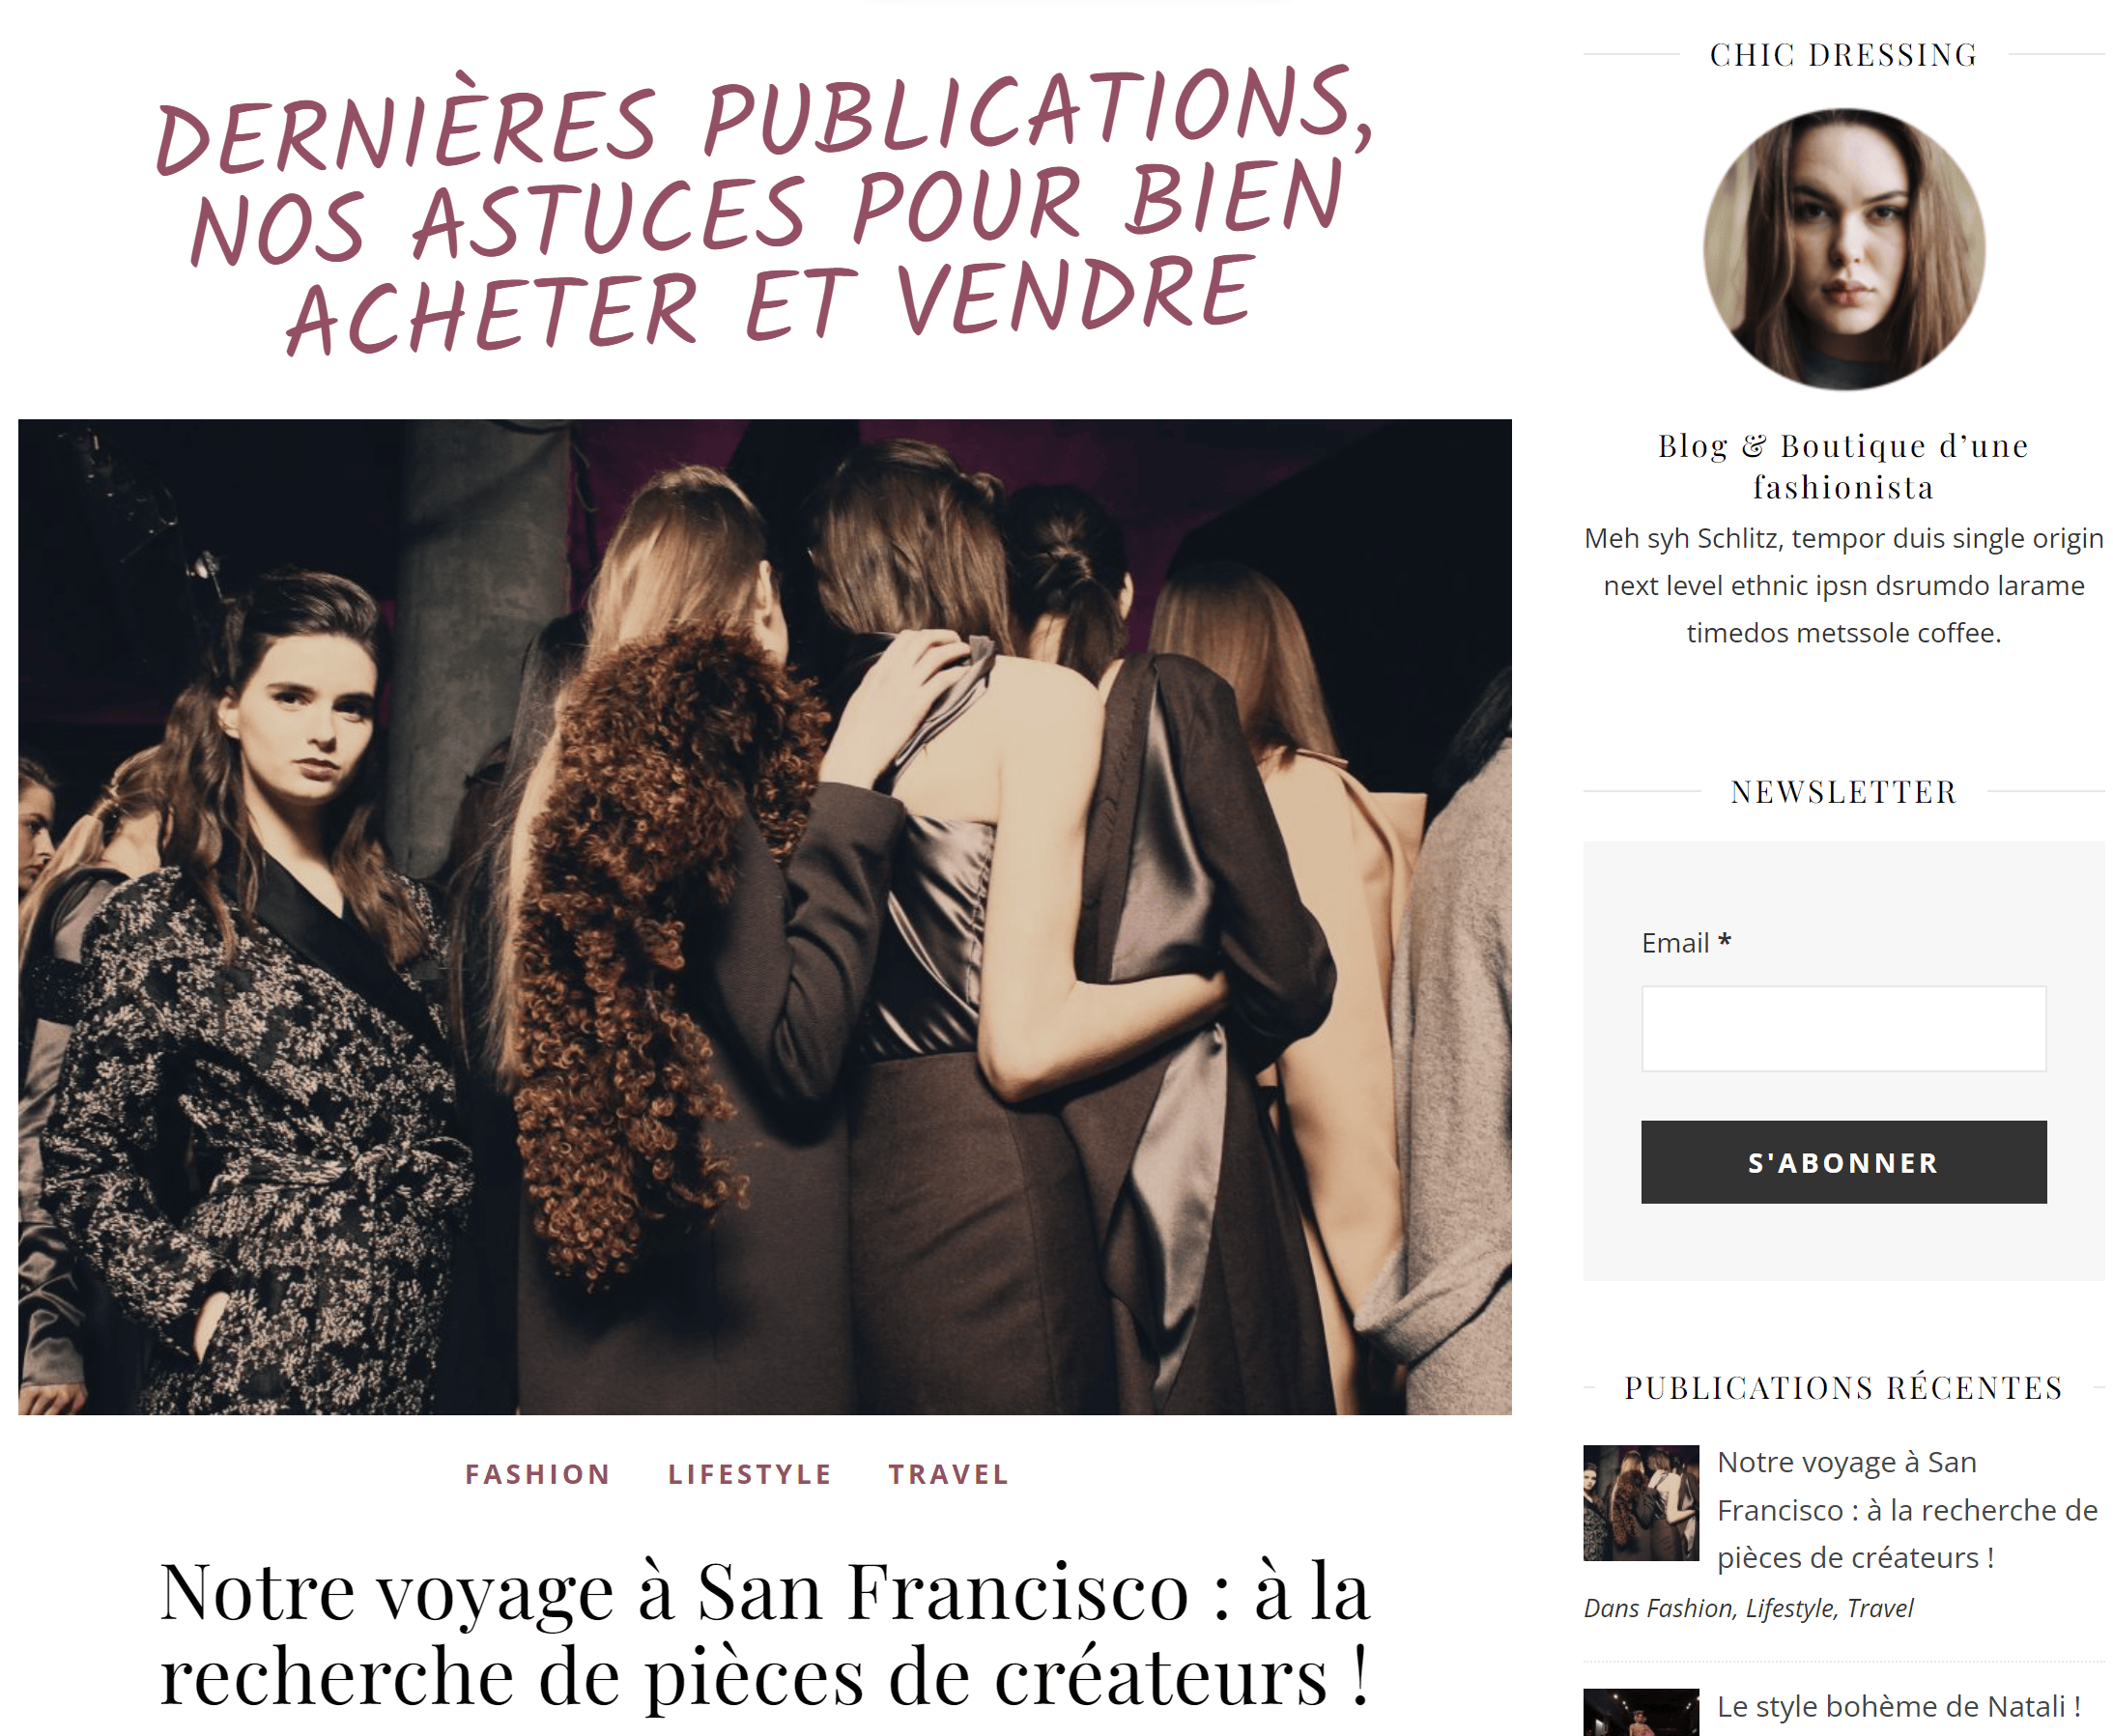 DERNIÈRES PUBLICATIONS,
NOS ASTUCES POUR BIEN
ACHETER ET VENDRE
FASHION LIFESTYLE TRAVEL
Notre voyage à San Francisco : à la
recherche de pièces de créateurs !
CHIC DRESSING
Blog & Boutique d’une
fashionista
Meh syh Schlitz, tempor duis single origin
next level ethnic ipsn dsrumdo larame
timedos metssole coffee.
NEWSLETTER
Email *
S'ABONNER
PUBLICATIONS RÉCENTES
Notre voyage à San
Francisco : à la recherche de
pièces de créateurs !
Dans Fashion, Lifestyle, Travel
Le style bohème de Natali !